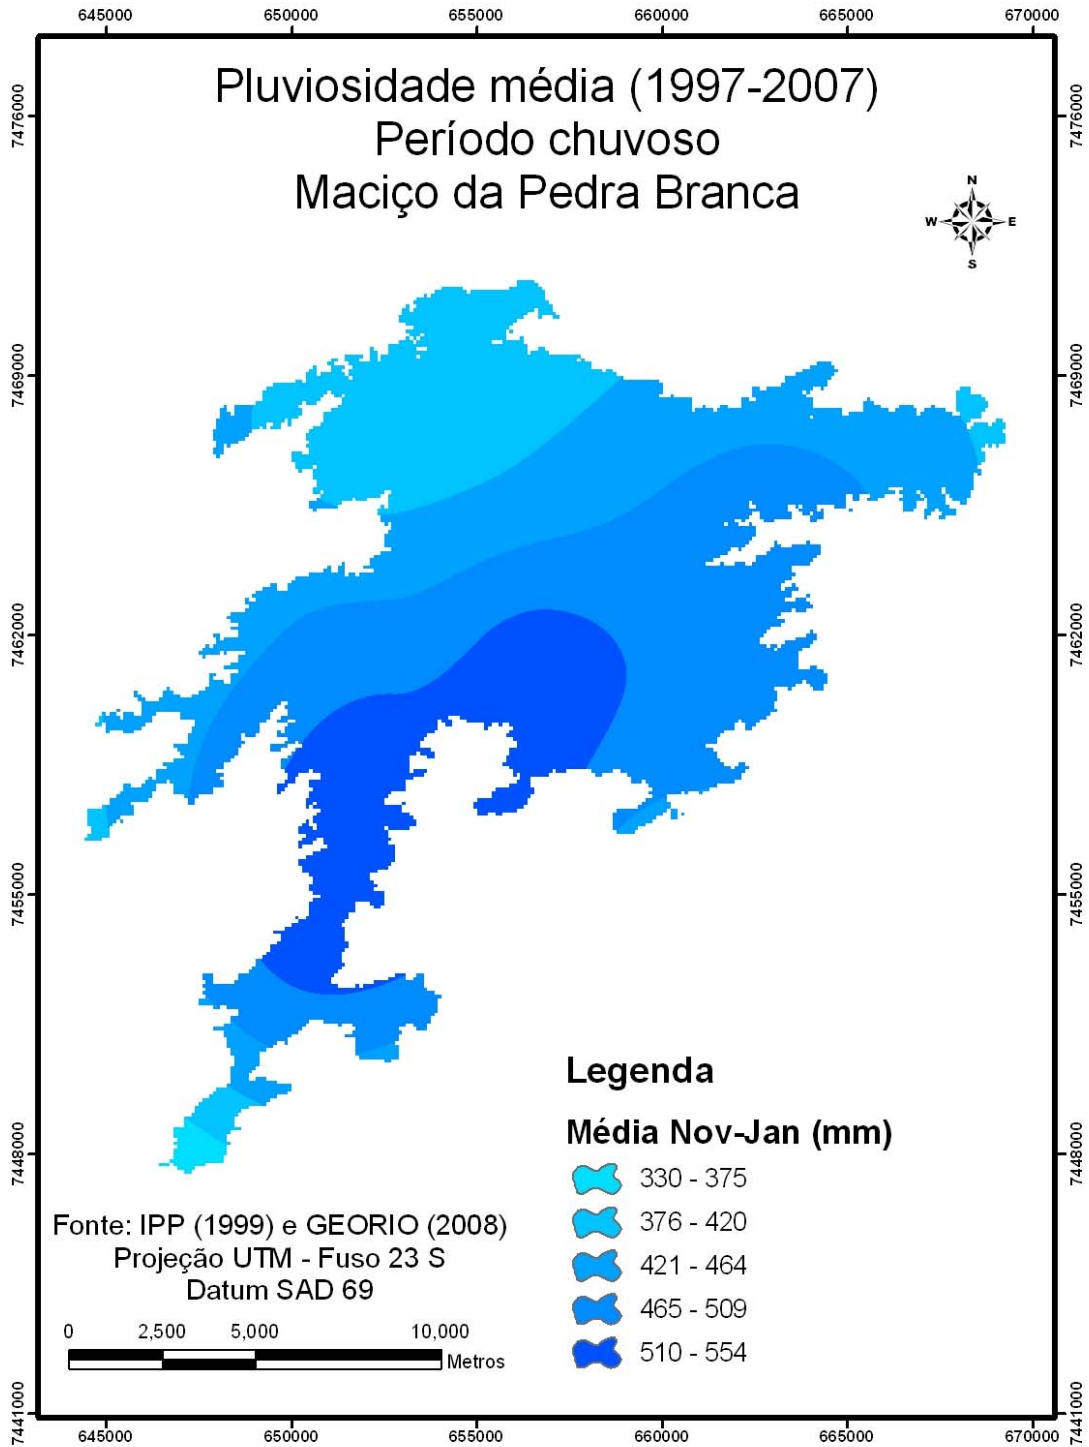 645000 650000 655000 660000 665000 670000
Pluviosidade média (1997-2007)
Período chuvoso
Maciço da Pedra Branca
N
W E
S
7476000 7476000
7469000 7469000
7462000 7462000
7455000 7455000
7448000 7448000
7441000 7441000
Legenda
Média Nov-Jan (mm)
330 - 375
376 - 420
421 - 464
465 - 509
510 - 554
Fonte: IPP (1999) e GEORIO (2008)
Projeção UTM - Fuso 23 S
Datum SAD 69
0 2,500 5,000 10,000
Metros
645000 650000 655000 660000 665000 670000